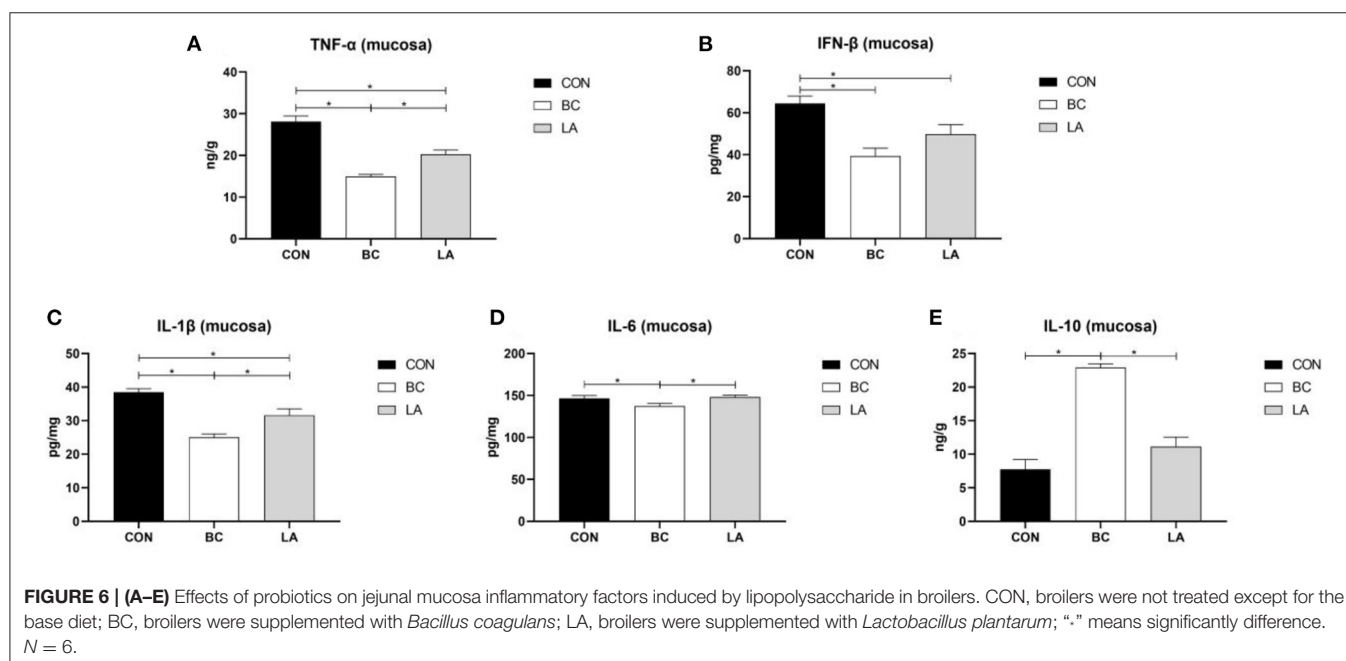 A
TNF-α (mucosa)
40
30
20
10
0
ng/g
*
* *
CON BC LA
CON
BC
LA
B
IFN-β (mucosa)
80
60
40
20
0
pg/mg
*
*
CON BC LA
CON
BC
LA
C
IL-1β (mucosa)
50
40
30
20
10
0
pg/mg
*
* *
CON BC LA
CON
BC
LA
D
IL-6 (mucosa)
200
150
100
50
0
pg/mg
* *
CON BC LA
CON
BC
LA
E
IL-10 (mucosa)
25
20
15
10
5
0
ng/g
* *
CON BC LA
CON
BC
LA
FIGURE 6 | (A–E) Effects of probiotics on jejunal mucosa inflammatory factors induced by lipopolysaccharide in broilers. CON, broilers were not treated except for the
base diet; BC, broilers were supplemented with Bacillus coagulans; LA, broilers were supplemented with Lactobacillus plantarum; “*” means significantly difference.
N = 6.